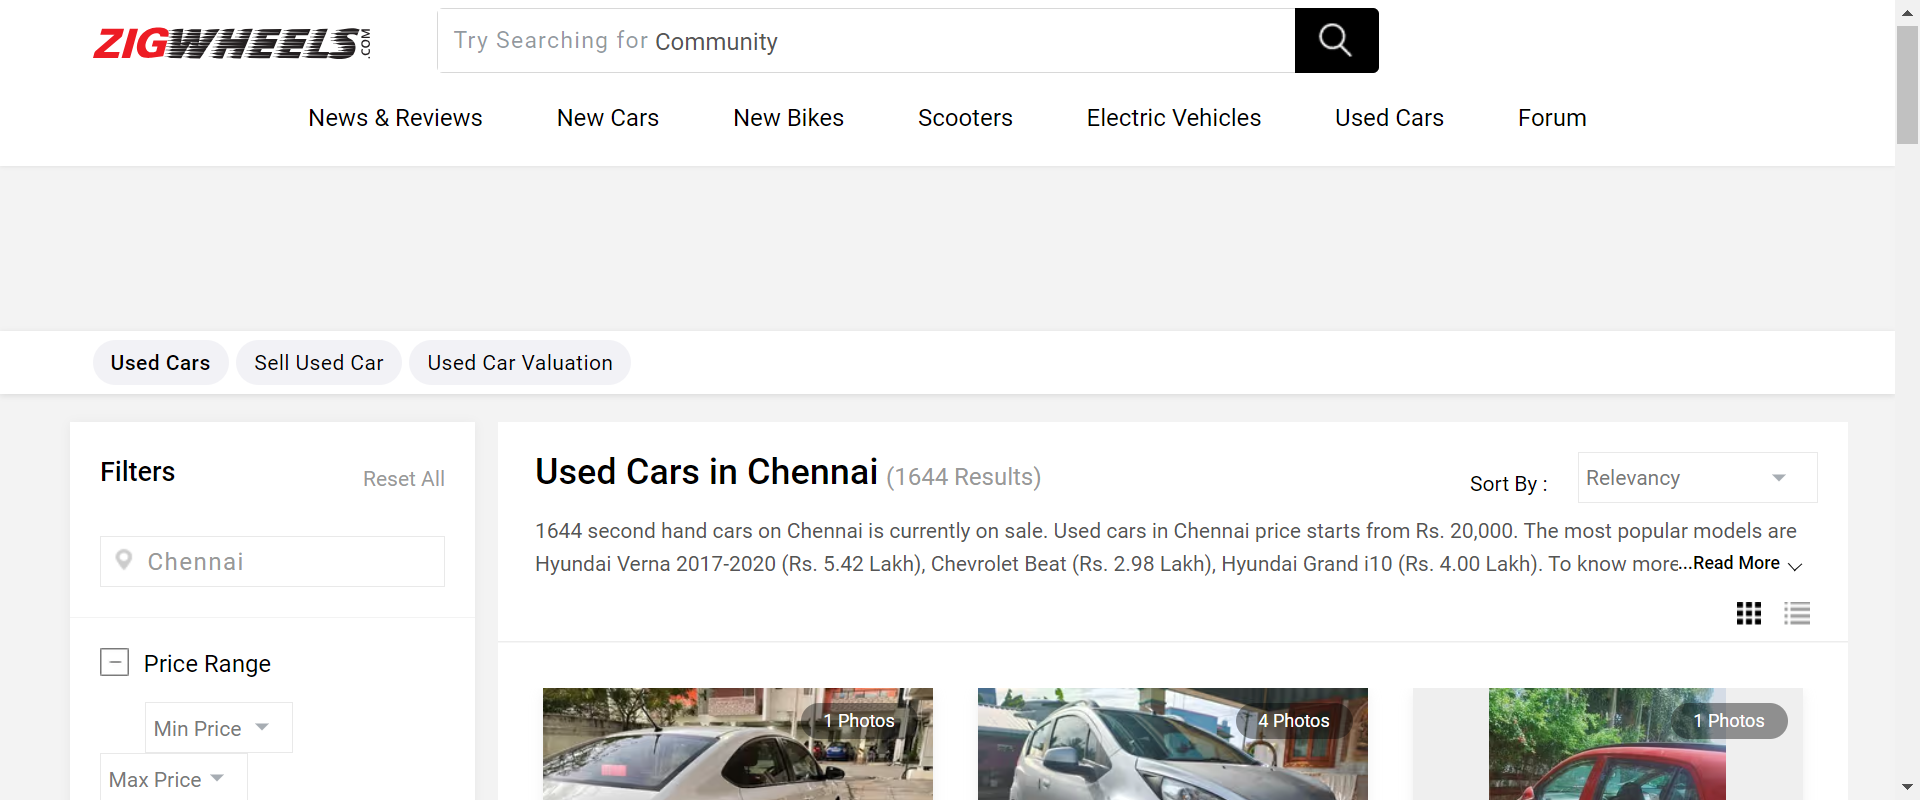 ZIGWHEELS.COM
Try Searching for Community
News & Reviews
New Cars
New Bikes
Scooters
Electric Vehicles
Used Cars
Forum
Used Cars
Sell Used Car
Used Car Valuation
Filters
Reset All
Chennai
Price Range
Min Price
Max Price
Used Cars in Chennai (1644 Results)
Sort By :
Relevancy
1644 second hand cars on Chennai is currently on sale. Used cars in Chennai price starts from Rs. 20,000. The most popular models are
Hyundai Verna 2017-2020 (Rs. 5.42 Lakh), Chevrolet Beat (Rs. 2.98 Lakh), Hyundai Grand i10 (Rs. 4.00 Lakh). To know more...Read More
1 Photos
4 Photos
1 Photos